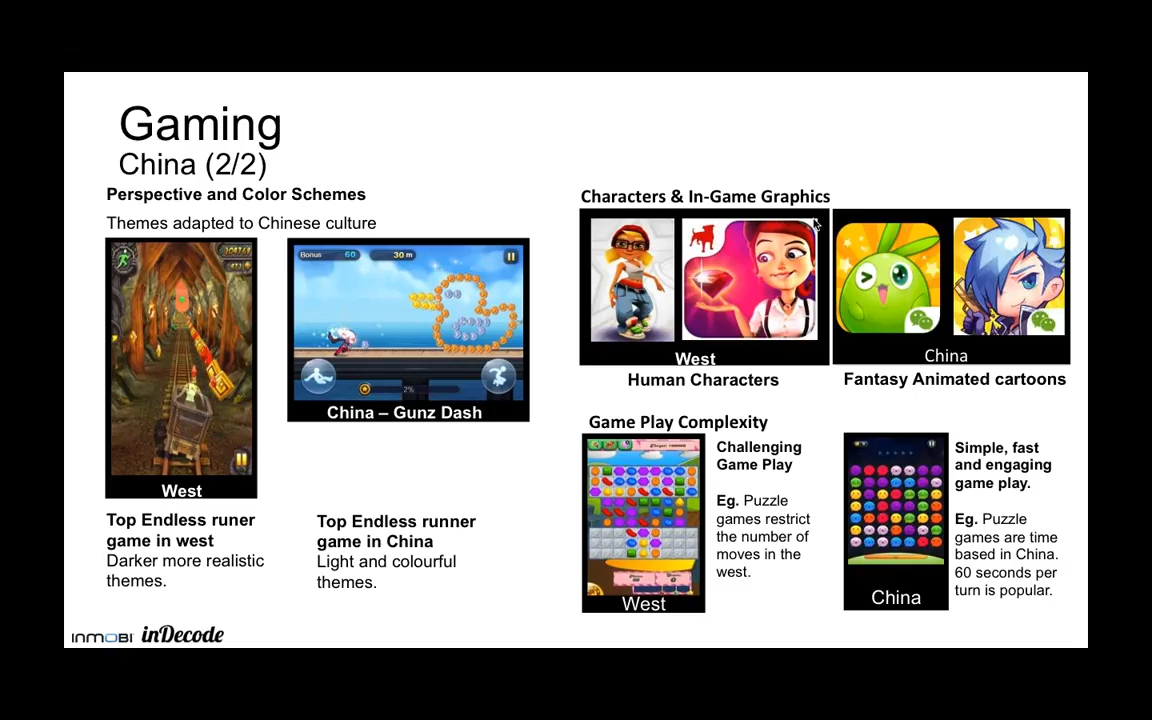 Gaming
China (2/2)
Perspective and Color Schemes
Themes adapted to Chinese culture
West
Top Endless runer
game in west
Darker more realistic
themes.
Bonus 60 30 m
2%
China – Gunz Dash
Top Endless runner
game in China
Light and colourful
themes.
Characters & In-Game Graphics
West
Human Characters
China
Fantasy Animated cartoons
Game Play Complexity
West
Challenging
Game Play
Eg. Puzzle
games restrict
the number of
moves in the
west.
China
Simple, fast
and engaging
game play.
Eg. Puzzle
games are time
based in China.
60 seconds per
turn is popular.
INMOBI inDecode